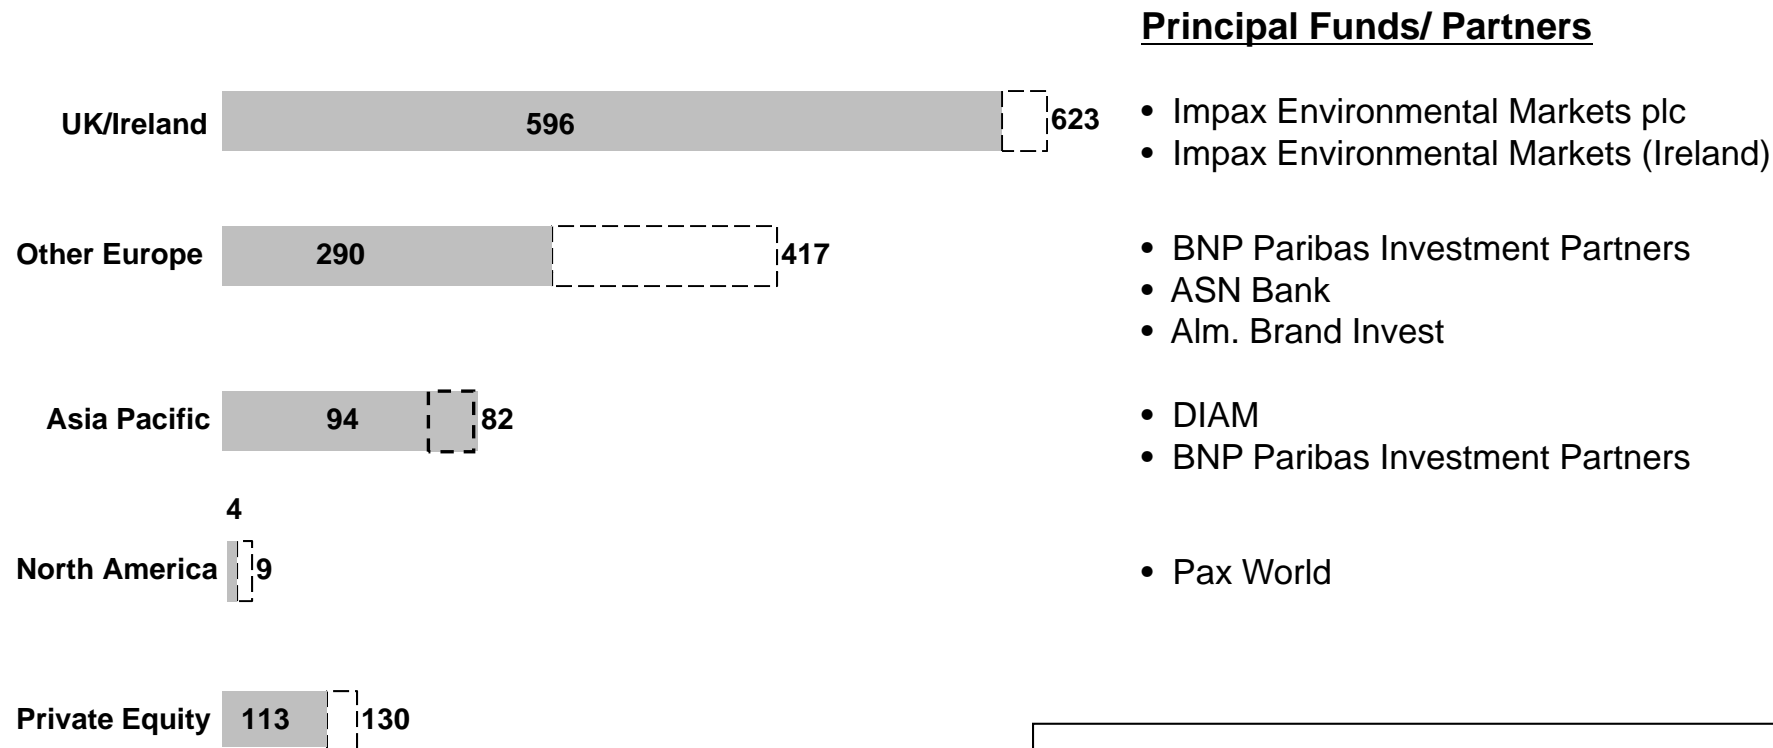 Principal Funds/ Partners
UK/Ireland 596 623
• Impax Environmental Markets plc
• Impax Environmental Markets (Ireland)
Other Europe 290 417
• BNP Paribas Investment Partners
• ASN Bank
• Alm. Brand Invest
Asia Pacific 94 82
• DIAM
• BNP Paribas Investment Partners
4
North America 9
• Pax World
Private Equity 113 130